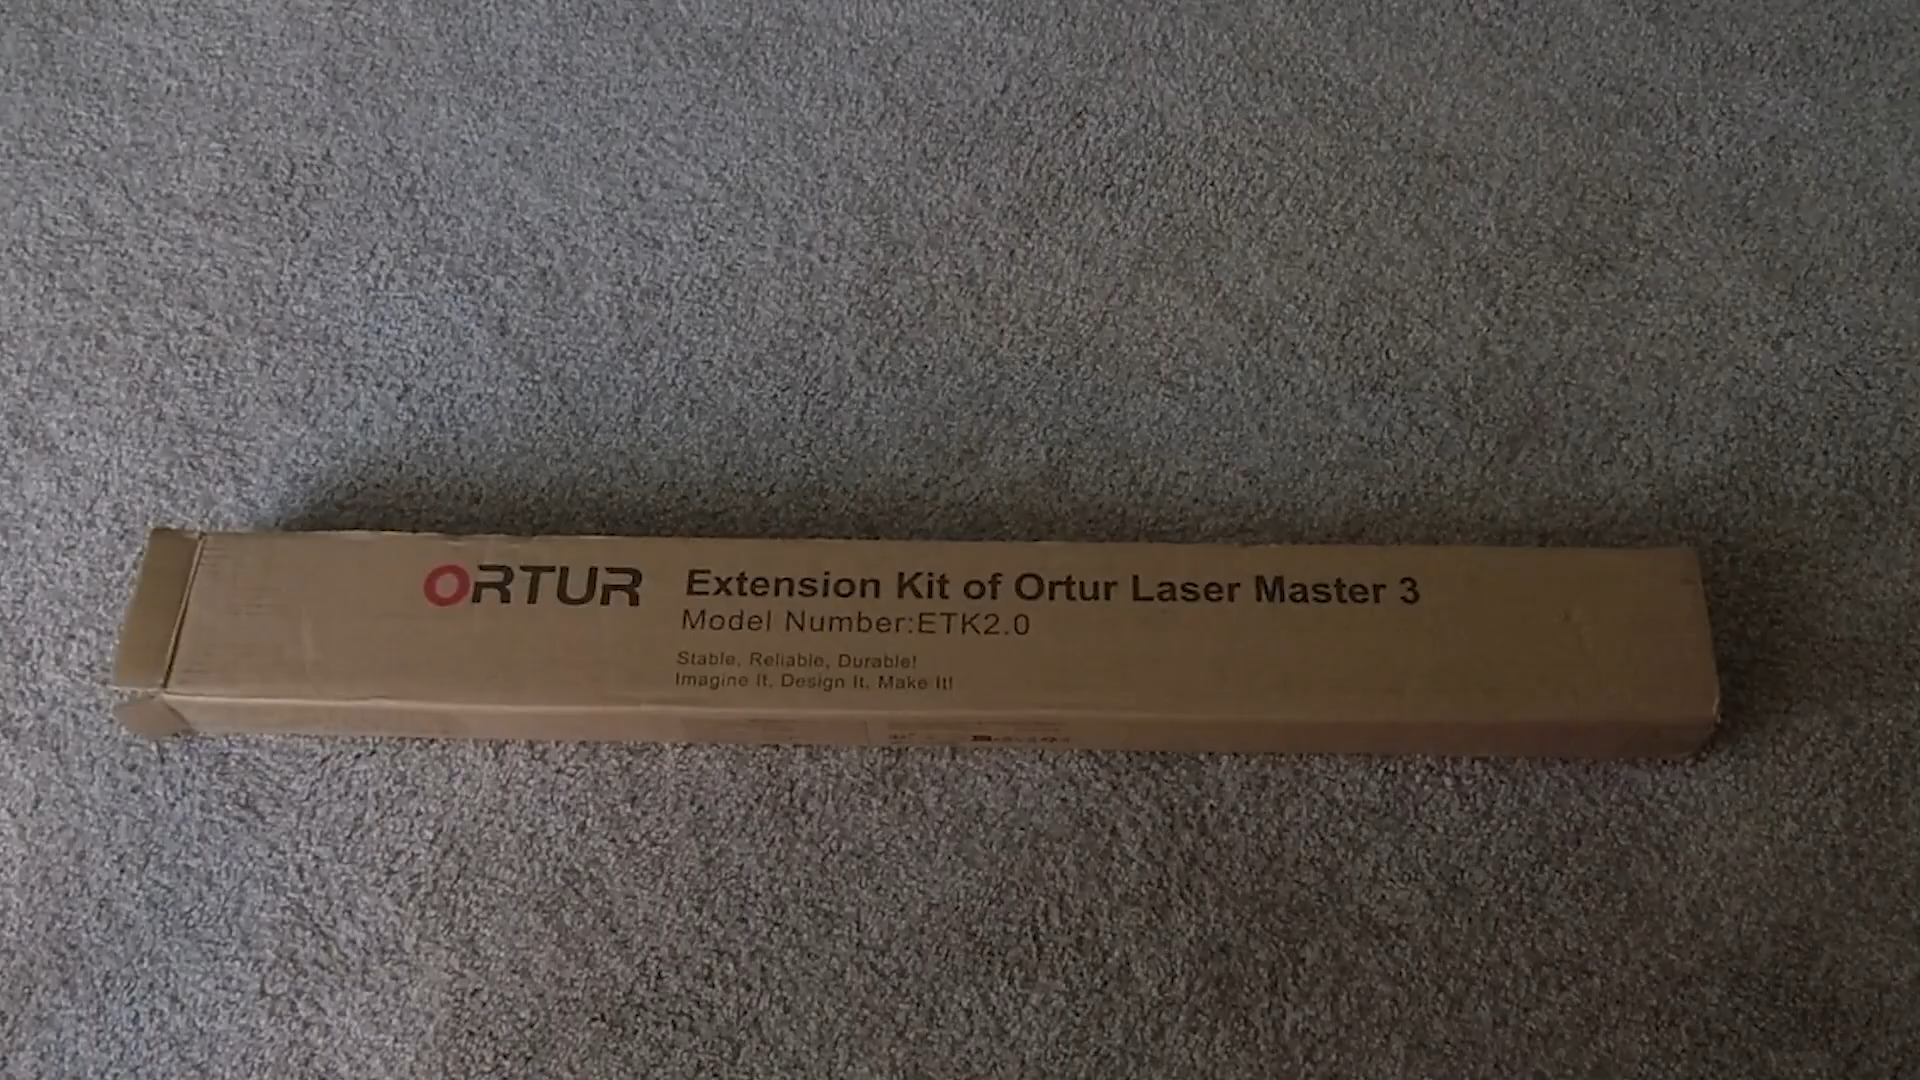 ORTUR
Extension Kit of Ortur Laser Master 3
Model Number:ETK2.0
Stable, Reliable, Durable!
Imagine It, Design It, Make It!